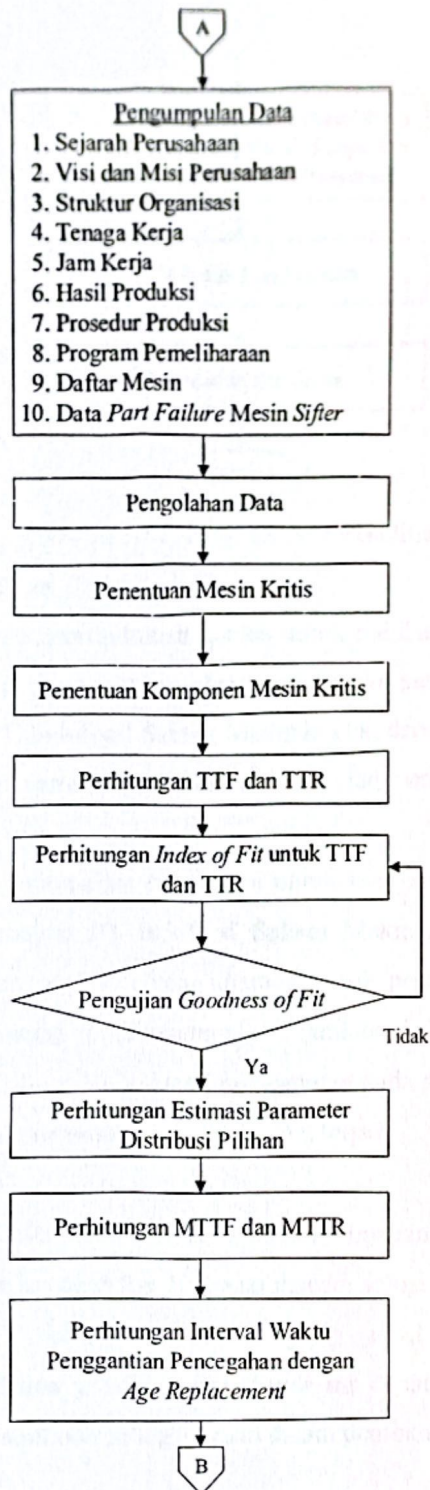 A
Pengumpulan Data
1. Sejarah Perusahaan
2. Visi dan Misi Perusahaan
3. Struktur Organisasi
4. Tenaga Kerja
5. Jam Kerja
6. Hasil Produksi
7. Prosedur Produksi
8. Program Pemeliharaan
9. Daftar Mesin
10. Data Part Failure Mesin Sifter
Pengolahan Data
Penentuan Mesin Kritis
Penentuan Komponen Mesin Kritis
Perhitungan TTF dan TTR
Perhitungan Index of Fit untuk TTF
dan TTR
Pengujian Goodness of Fit
Tidak
Ya
Perhitungan Estimasi Parameter
Distribusi Pilihan
Perhitungan MTTF dan MTTR
Perhitungan Interval Waktu
Penggantian Pencegahan dengan
Age Replacement
B